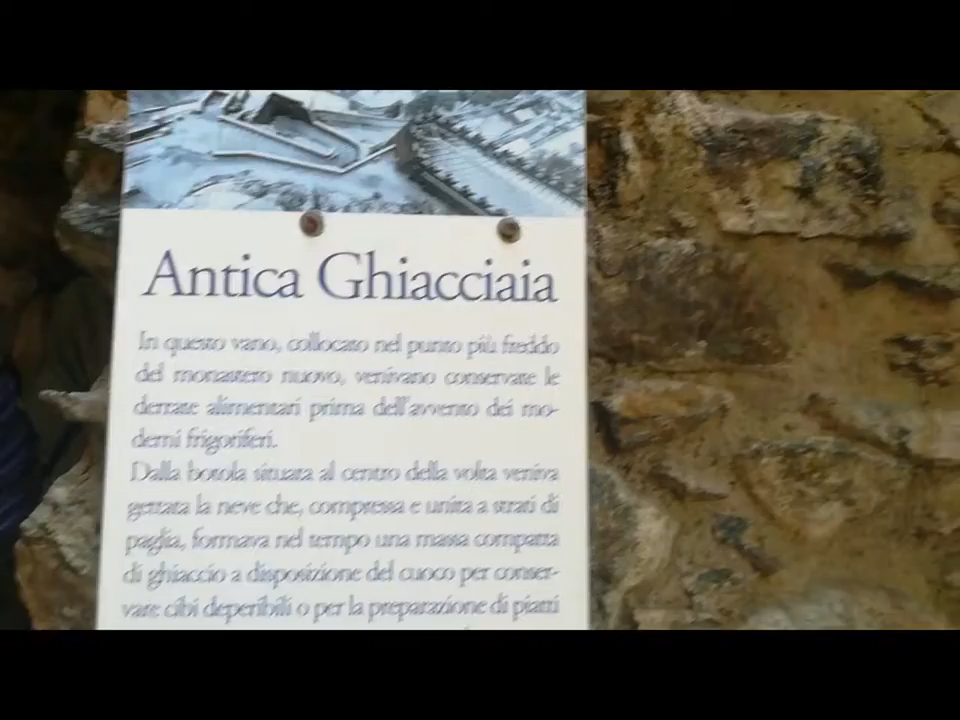 Antica Ghiacciaia
In questo vano, collocato nel punto più freddo
del monastero nuovo, venivano conservate le
derrate alimentari prima dell'avvento dei mo-
derni frigoriferi.
Dalla botola situata al centro della volta veniva
gettata la neve che, compressa e unita a strati di
paglia, formava nel tempo una massa compatta
di ghiaccio a disposizione del cuoco per conser-
vare cibi deperibili o per la preparazione di piatti